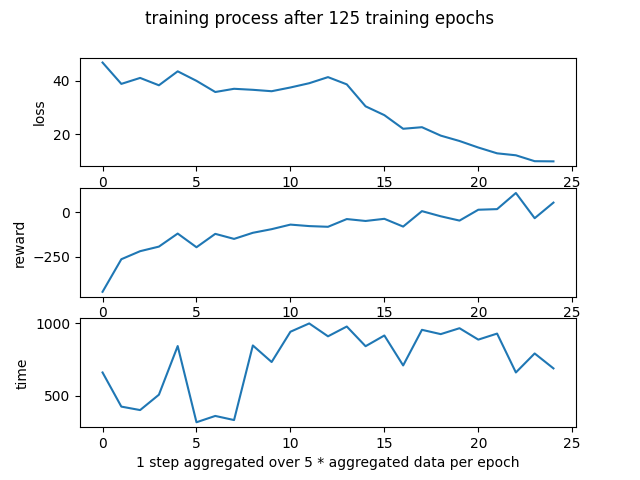 training process after 125 training epochs
loss
40
20
0 5 10 15 20 25
reward
0
−250
0 5 10 15 20 25
time
1000
500
0 5 10 15 20 25
1 step aggregated over 5 * aggregated data per epoch